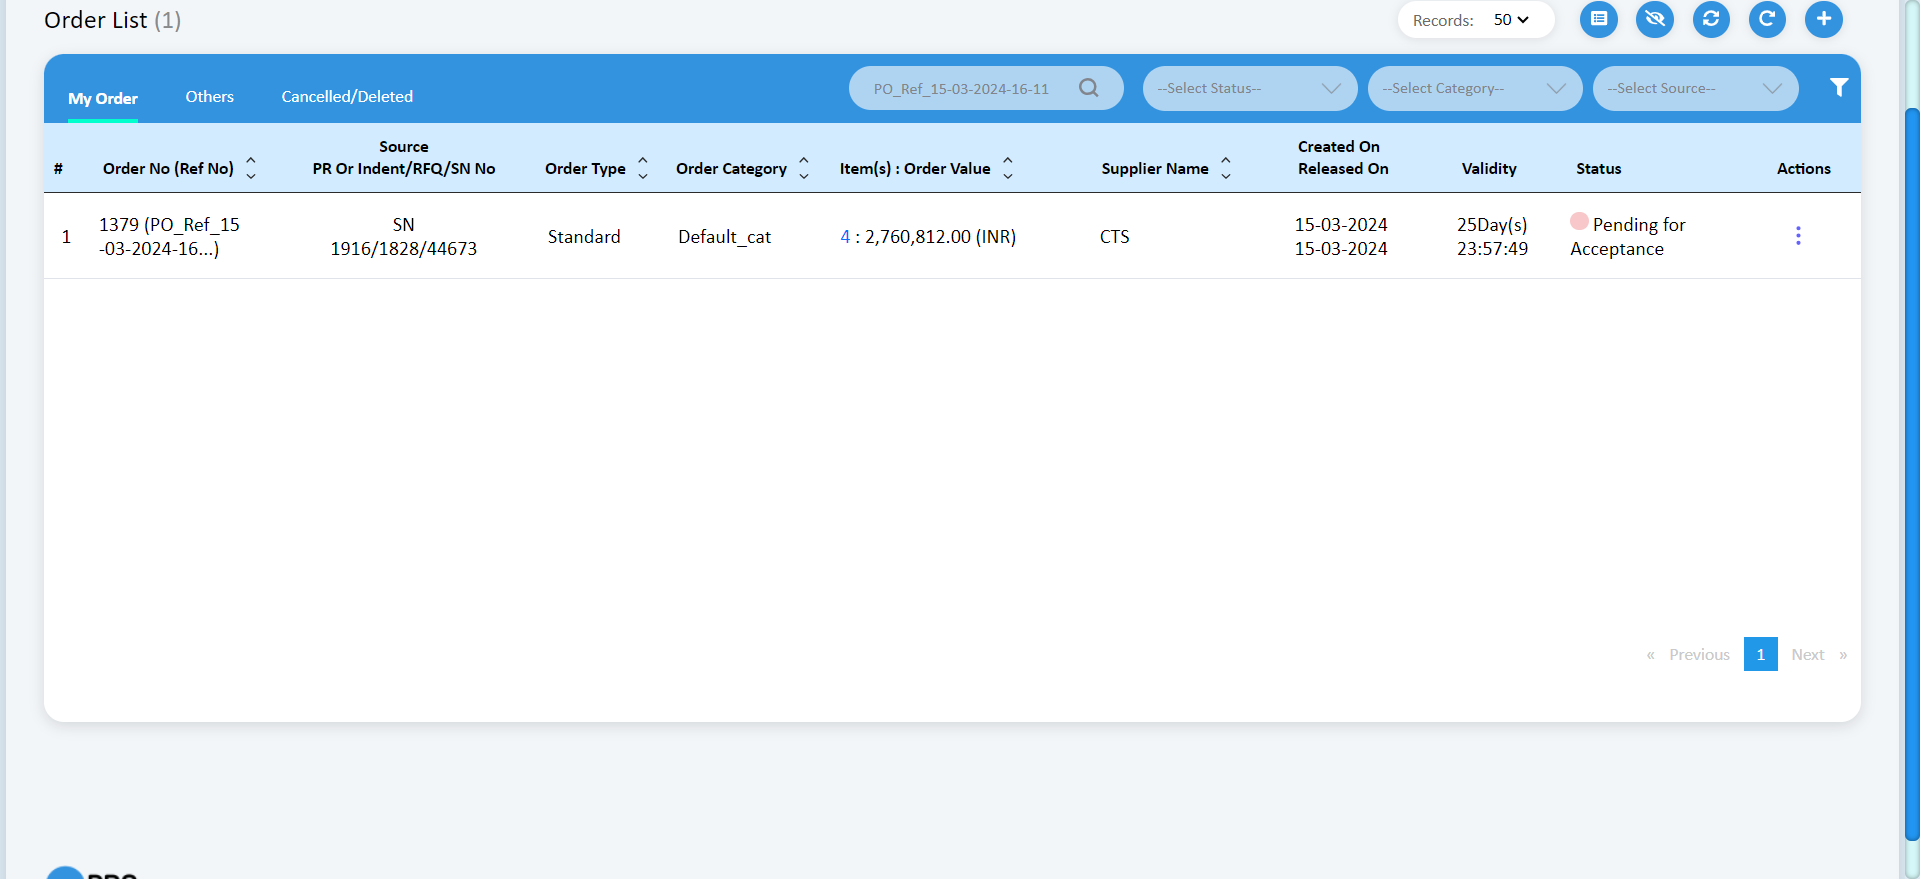 Order List (1)
Records: 50
My Order Others Cancelled/Deleted PO_Ref_15-03-2024-16-11 --Select Status-- --Select Category-- --Select Source--
# Order No (Ref No) Source
PR Or Indent/RFQ/SN No Order Type Order Category Item(s) : Order Value Supplier Name Created On
Released On Validity Status Actions
1 1379 (PO_Ref_15
-03-2024-16...) SN
1916/1828/44673 Standard Default_cat 4 : 2,760,812.00 (INR) CTS 15-03-2024
15-03-2024 25Day(s)
23:57:49 Pending for
Acceptance
« Previous 1 Next »